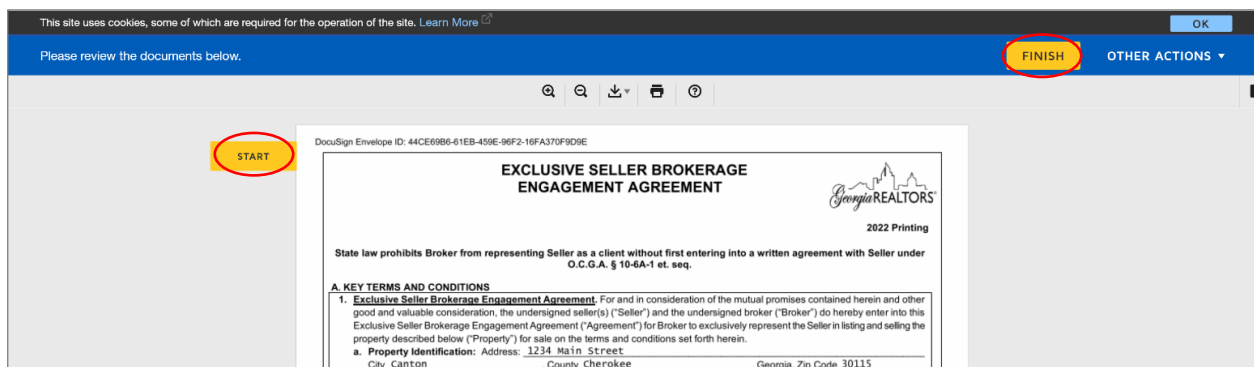 This site uses cookies, some of which are required for the operation of the site. Learn More
OK
Please review the documents below.
FINISH
OTHER ACTIONS
START
DocuSign Envelope ID: 44CE69B6-61EB-459E-96F2-16FA370F9D9E
EXCLUSIVE SELLER BROKERAGE
ENGAGEMENT AGREEMENT
Georgia REALTORS®
2022 Printing
State law prohibits Broker from representing Seller as a client without first entering into a written agreement with Seller under
O.C.G.A. § 10-6A-1 et. seq.
A. KEY TERMS AND CONDITIONS
1. Exclusive Seller Brokerage Engagement Agreement. For and in consideration of the mutual promises contained herein and other
good and valuable consideration, the undersigned seller(s) ("Seller") and the undersigned broker ("Broker") do hereby enter into this
Exclusive Seller Brokerage Engagement Agreement ("Agreement") for Broker to exclusively represent the Seller in listing and selling the
property described below ("Property") for sale on the terms and conditions set forth herein.
a. Property Identification: Address: 1234 Main Street
City Canton , County Cherokee Georgia, Zip Code 30115